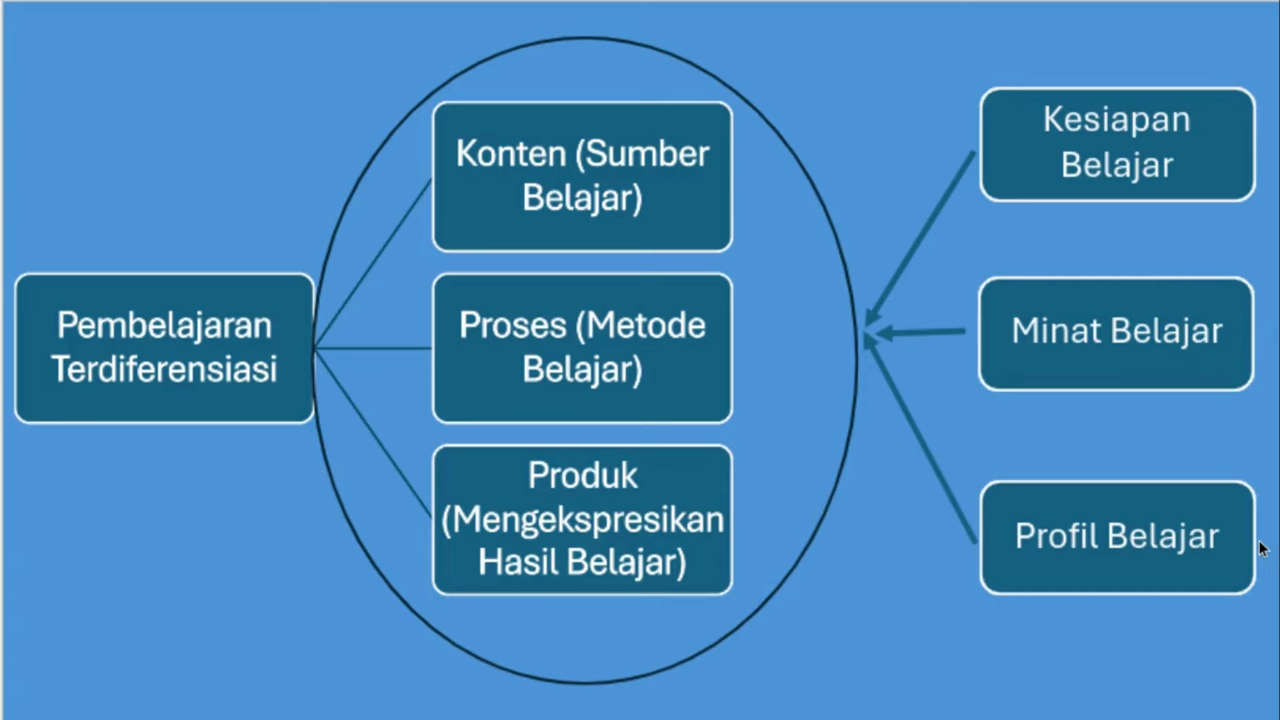 Pembelajaran
Terdiferensiasi
Konten (Sumber
Belajar)
Proses (Metode
Belajar)
Produk
(Mengekspresikan
Hasil Belajar)
Kesiapan
Belajar
Minat Belajar
Profil Belajar